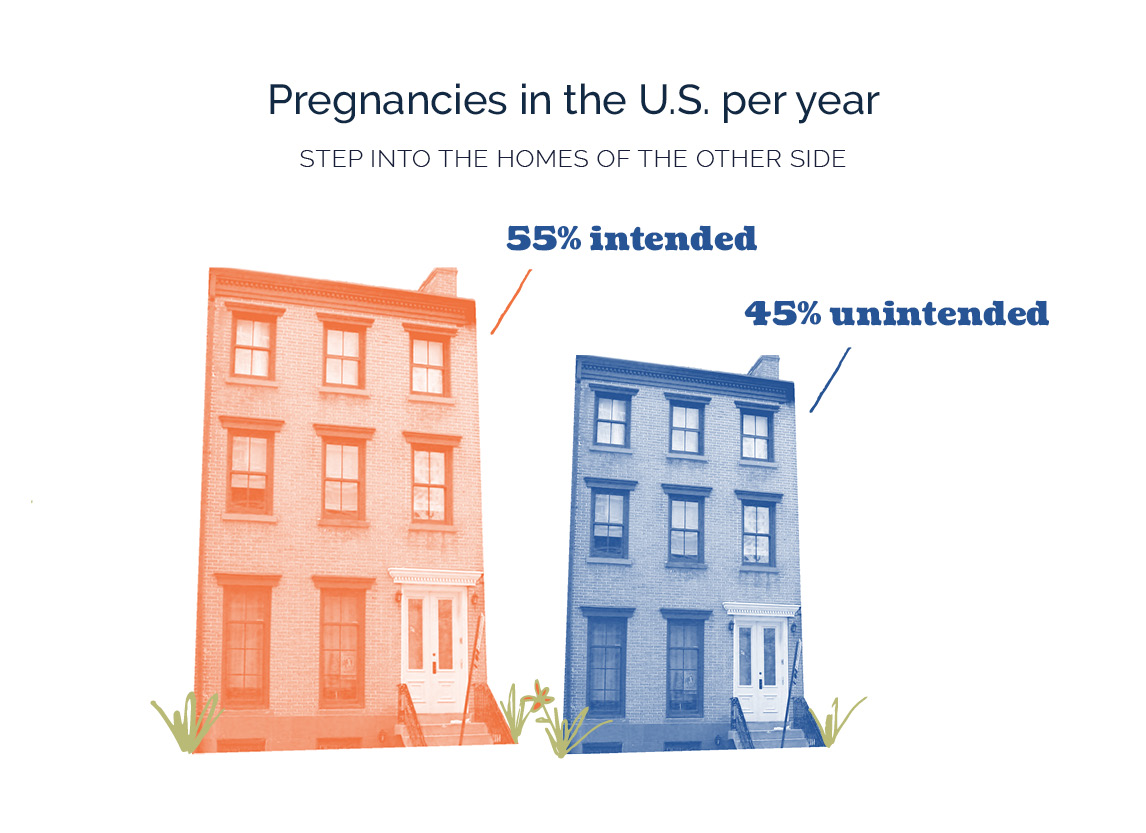 Pregnancies in the U.S. per year
STEP INTO THE HOMES OF THE OTHER SIDE
55% intended
45% unintended